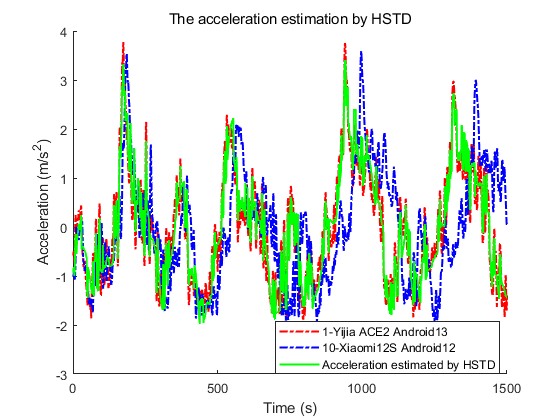 The acceleration estimation by HSTD
4
3
2
1
0
-1
-2
-3
Acceleration (m/s²)
1-Yijia ACE2 Android13
10-Xiaomi12S Android12
Acceleration estimated by HSTD
0 500 1000 1500
Time (s)